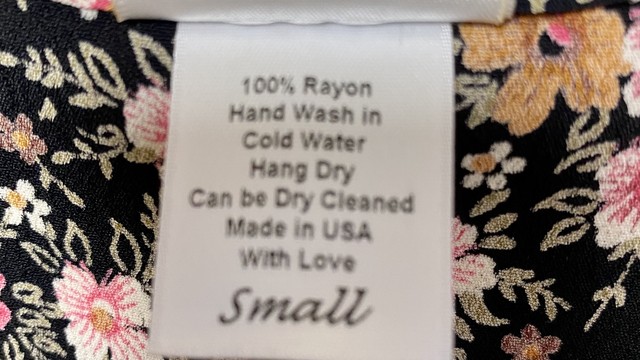 100% Rayon
Hand Wash in
Cold Water
Hang Dry
Can be Dry Cleaned
Made in USA
With Love
Small